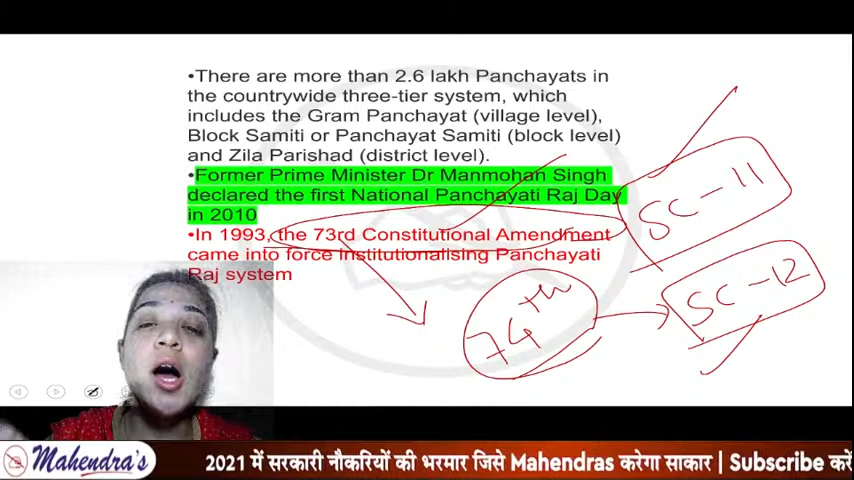 •There are more than 2.6 lakh Panchayats in
the countrywide three-tier system, which
includes the Gram Panchayat (village level),
Block Samiti or Panchayat Samiti (block level)
and Zila Parishad (district level).
•Former Prime Minister Dr Manmohan Singh
declared the first National Panchayati Raj Day
in 2010
•In 1993, the 73rd Constitutional Amendment
came into force institutionalising Panchayati
Raj system
SC-11
SC-12
74th
Mahendra's
2021 में सरकारी नौकरियों की भरमार जिसे Mahendras करेगा साकार | Subscribe करें